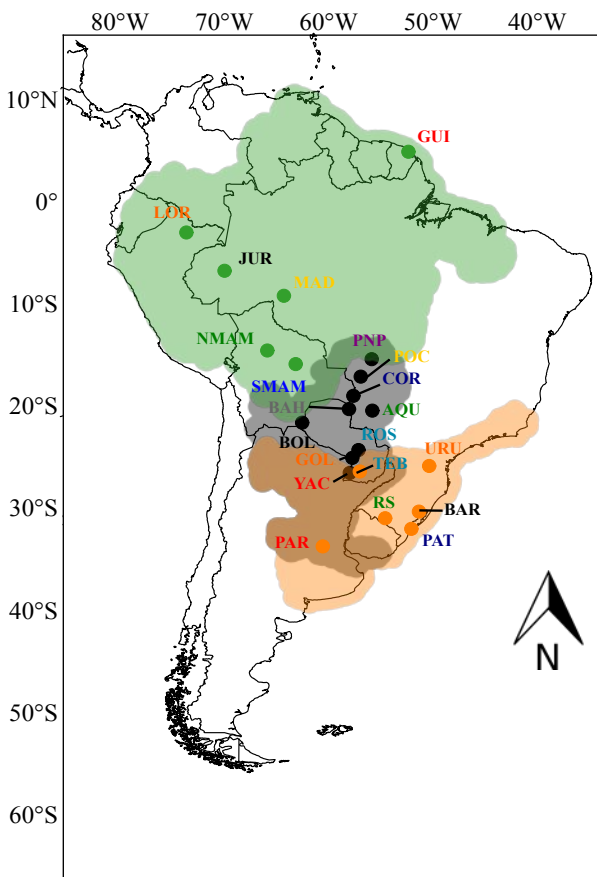 80°W 70°W 60°W 50°W 40°W
10°N
GUI
0°
LOR
JUR
MAD
10°S
NMAM
PNP
POC
SMAM
COR
20°S
BAH
AQU
BOL
ROS
GOL
TEB
URU
YAC
30°S
RS
BAR
PAR
PAT
40°S
N
50°S
60°S